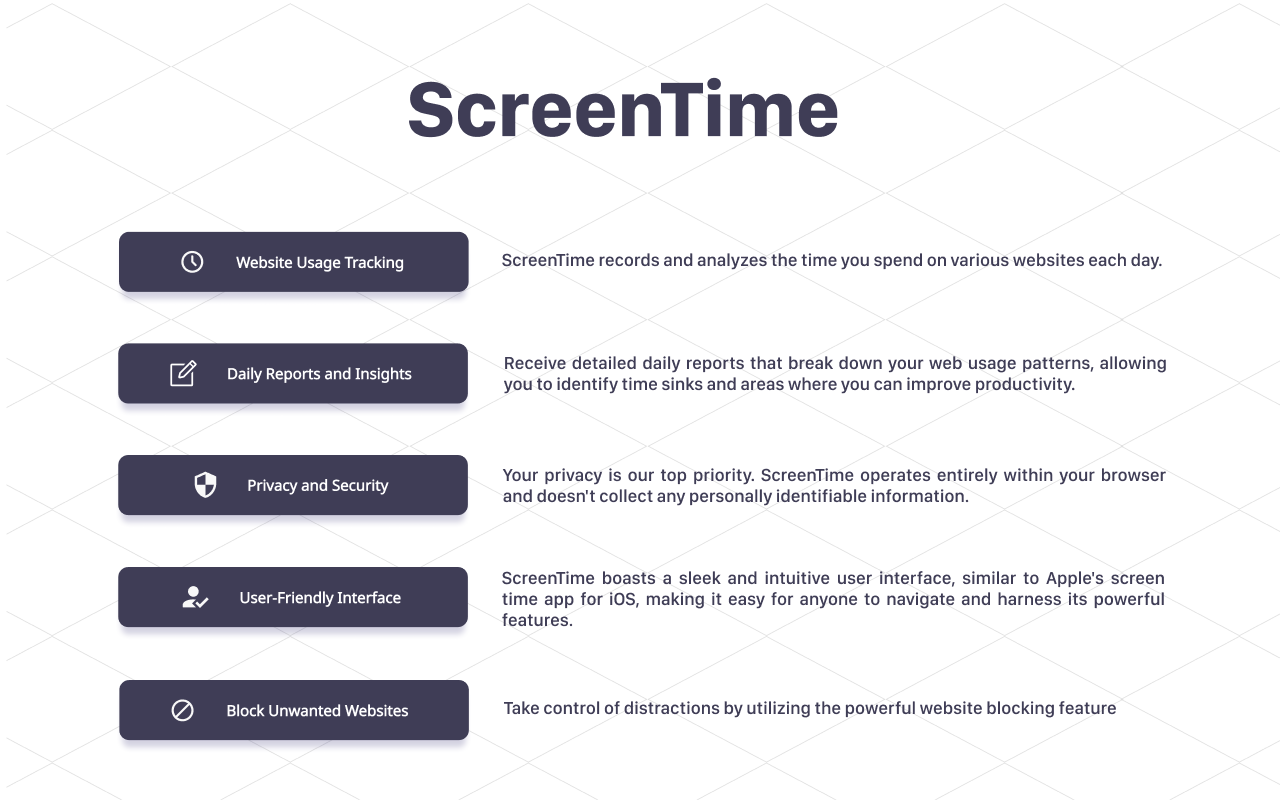 ScreenTime
Website Usage Tracking
ScreenTime records and analyzes the time you spend on various websites each day.
Daily Reports and Insights
Receive detailed daily reports that break down your web usage patterns, allowing
you to identify time sinks and areas where you can improve productivity.
Privacy and Security
Your privacy is our top priority. ScreenTime operates entirely within your browser
and doesn't collect any personally identifiable information.
User-Friendly Interface
ScreenTime boasts a sleek and intuitive user interface, similar to Apple's screen
time app for iOS, making it easy for anyone to navigate and harness its powerful
features.
Block Unwanted Websites
Take control of distractions by utilizing the powerful website blocking feature